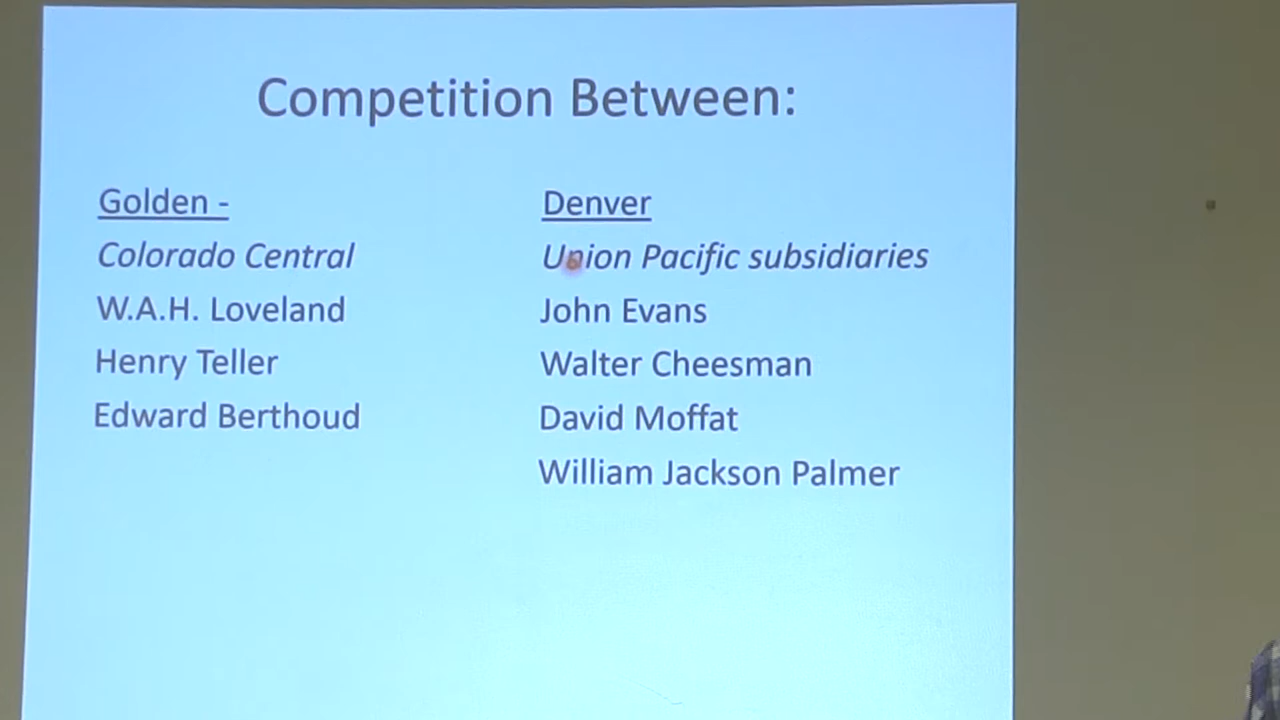 Competition Between:
Golden -
Colorado Central
W.A.H. Loveland
Henry Teller
Edward Berthoud
Denver
Union Pacific subsidiaries
John Evans
Walter Cheesman
David Moffat
William Jackson Palmer